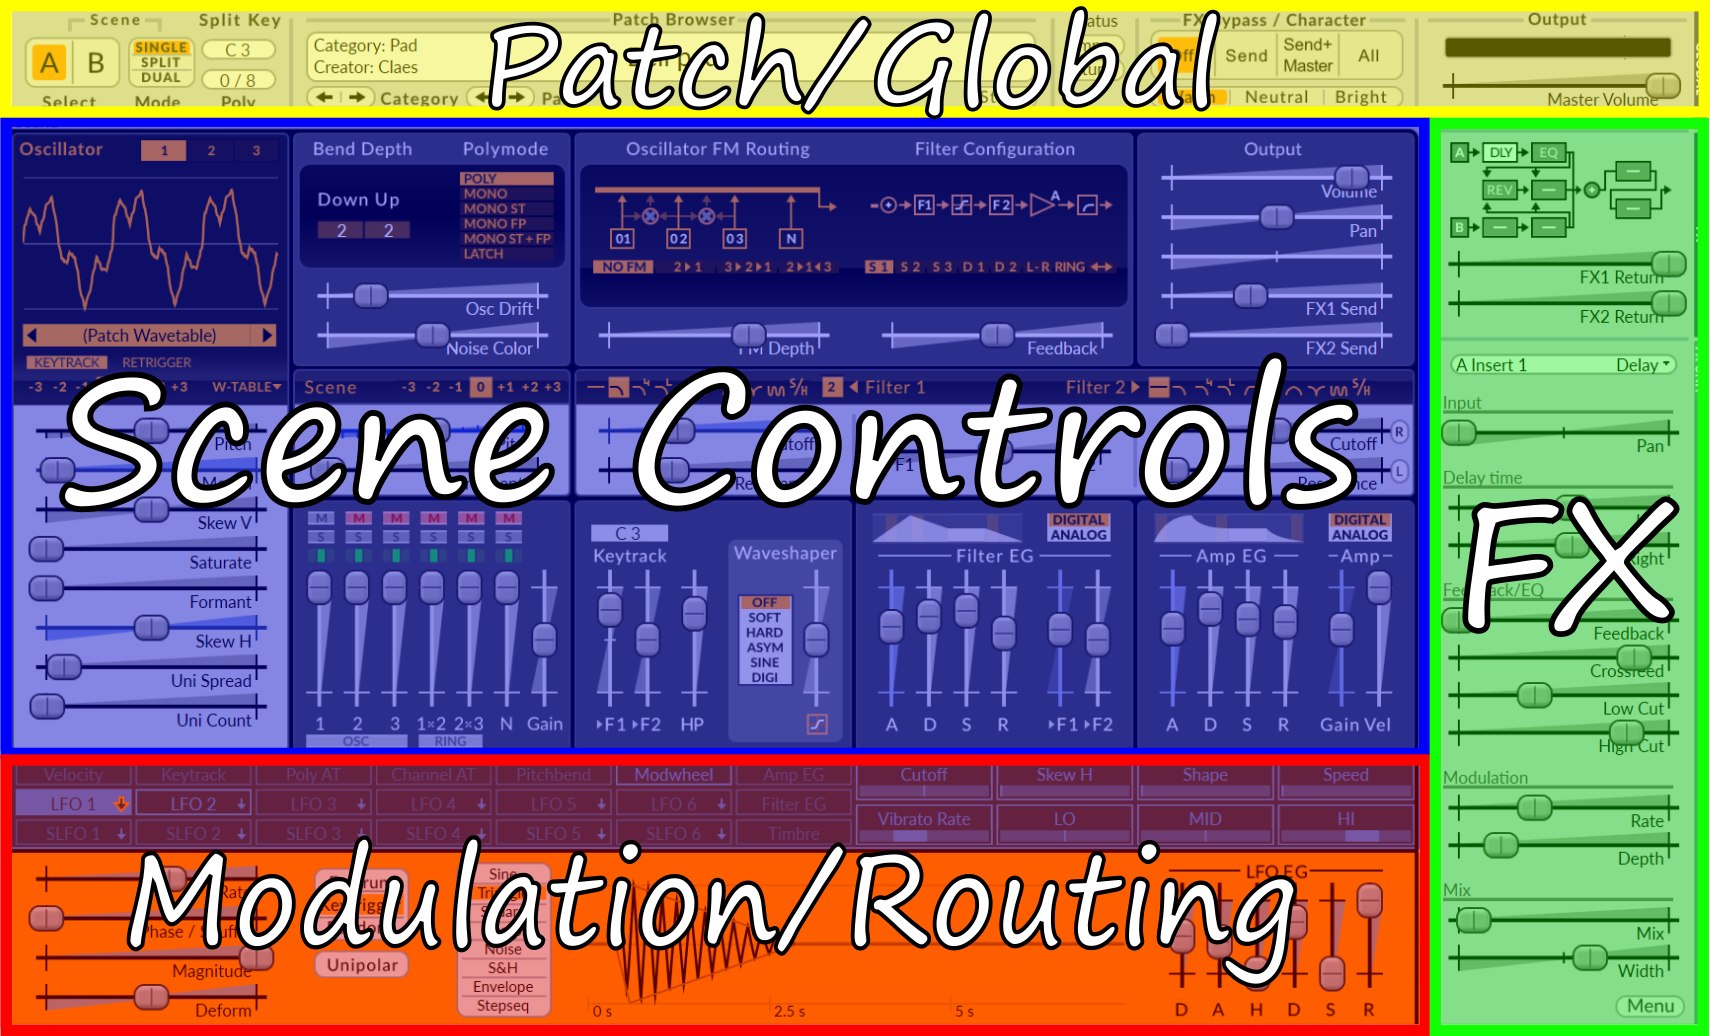 Scene Split Key Patch Browser FX Bypass / Character Output
A B SINGLE SPLIT DUAL C 3 0 / 8
Category: Pad
Creator: Claes
Send Send+ Master All
Select Mode Poly Category Neutral Bright Master Volume
Patch/Global
Oscillator 1 2 3
(Patch Wavetable)
KEYTRACK RETRIGGER
-3 -2 -1 +3 W-TABLE
Pitch
Skew V
Saturate
Formant
Skew H
Uni Spread
Uni Count
Bend Depth Polymode
Down Up
2 2
POLY
MONO
MONO ST
MONO FP
MONO ST + FP
LATCH
Osc Drift
Noise Color
Oscillator FM Routing Filter Configuration
01 02 03 N
F1 F2 A
NO FM 2▸1 3▸2▸1 2▸1◂3
S 1 S 2 S 3 D 1 D 2 L-R RING
Depth Feedback
Output
Volume
Pan
FX1 Send
FX2 Send
Scene -3 -2 -1 0 +1 +2 +3
S/H 2 Filter 1 Filter 2 S/H
F1 Cutoff R
L
Scene Controls
M M M M M M
S S S S S S
1 2 3 1×2 2×3 N Gain
OSC RING
C 3
Keytrack
▸F1 ▸F2 HP
Waveshaper
OFF
SOFT
HARD
ASYM
SINE
DIGI
DIGITAL
ANALOG
Filter EG
A D S R ▸F1 ▸F2
DIGITAL
ANALOG
Amp EG Amp
A D S R Gain Vel
A DLY EQ
REV
B
FX1 Return
FX2 Return
A Insert 1 Delay
Input
Pan
Delay time
FX
Feedback
Crossfeed
Low Cut
High Cut
Modulation
Rate
Depth
Mix
Mix
Width
Menu
Velocity Keytrack Poly AT Channel AT Pitchbend Modwheel Amp EG Cutoff Skew H Shape Speed
LFO 1 LFO 2 LFO 3 LFO 4 LFO 5 LFO 6 Filter EG
Vibrato Rate LO MID HI
SLFO 1 SLFO 2 SLFO 3 SLFO 4 SLFO 5 SLFO 6 Timbre
Modulation/Routing
Magnitude
Deform
Unipolar
Sine
Noise
S&H
Envelope
Stepseq
0 s 2.5 s 5 s
LFO EG
D A H D S R